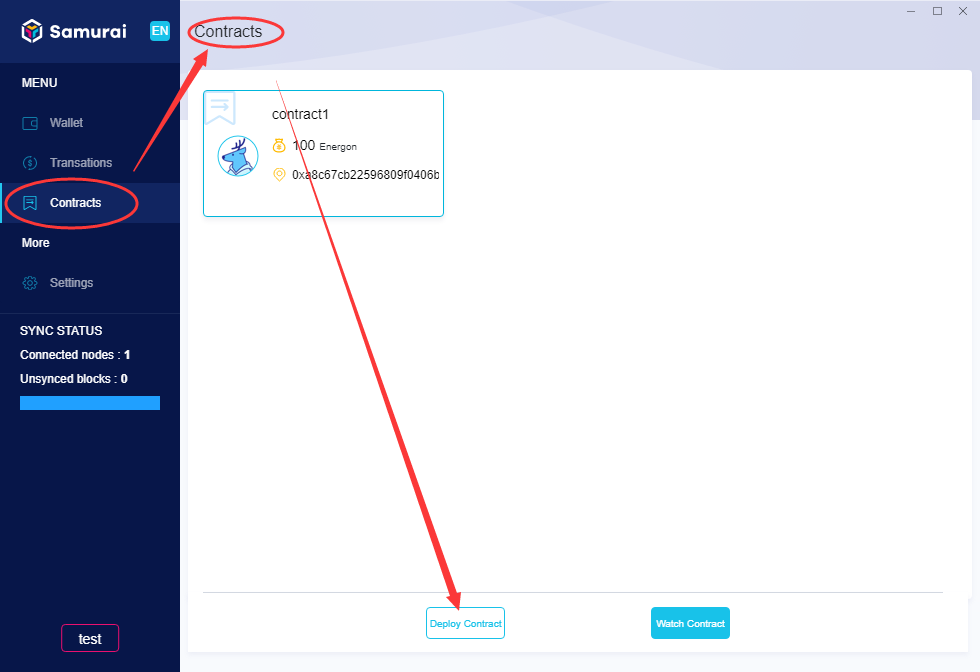 Samurai
EN
MENU
Wallet
Transations
Contracts
More
Settings
SYNC STATUS
Connected nodes : 1
Unsynced blocks : 0
test
Contracts
contract1
100 Energon
0xa8c67cb22596809f0406b
Deploy Contract
Watch Contract